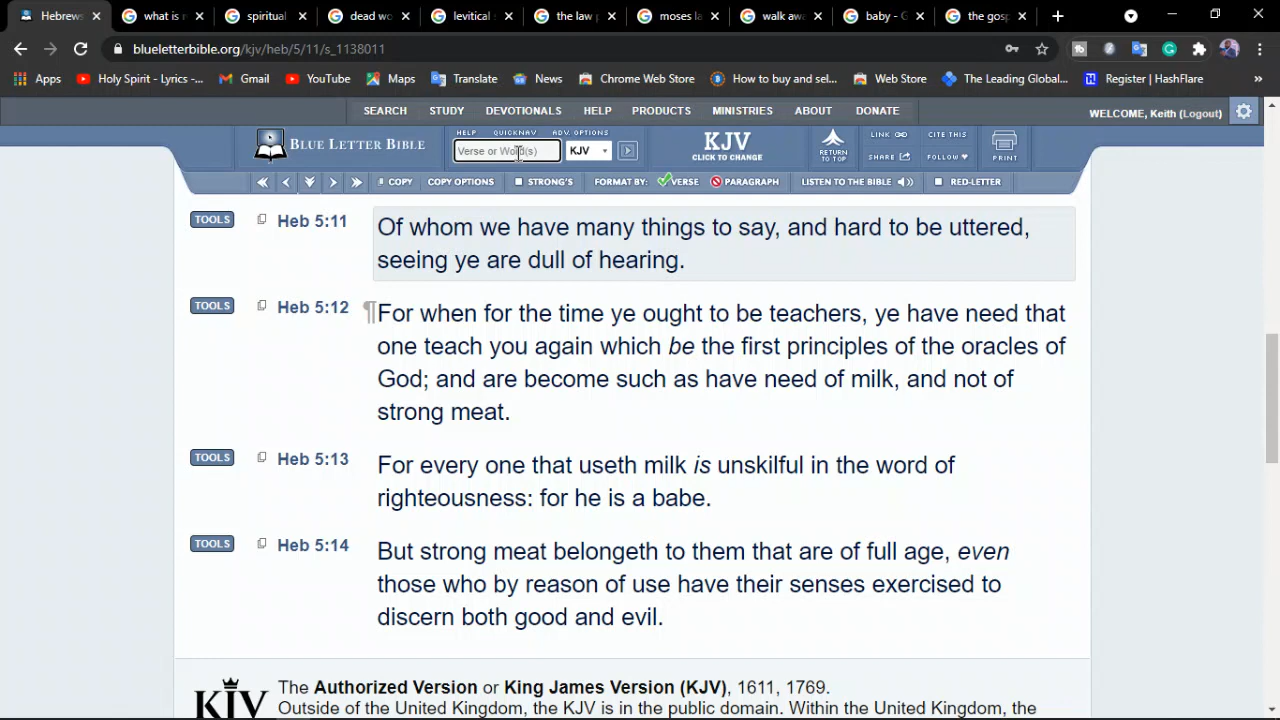 Hebrews
what is r
spiritual
dead wo
levitical
the law p
moses la
walk awa
baby - G
the gosp
blueletterbible.org/kjv/heb/5/11/s_1138011
Apps Holy Spirit - Lyrics -... Gmail YouTube Maps Translate News Chrome Web Store How to buy and sel... Web Store The Leading Global... Register | HashFlare »
SEARCH STUDY DEVOTIONALS HELP PRODUCTS MINISTRIES ABOUT DONATE WELCOME, Keith (Logout)
BLUE LETTER BIBLE
HELP QUICKNAV ADV. OPTIONS
Verse or Word(s) KJV
KJV
CLICK TO CHANGE
RETURN
TO TOP
LINK CITE THIS
SHARE FOLLOW PRINT
COPY COPY OPTIONS STRONG'S FORMAT BY: VERSE PARAGRAPH LISTEN TO THE BIBLE RED-LETTER
TOOLS Heb 5:11 Of whom we have many things to say, and hard to be uttered,
seeing ye are dull of hearing.
TOOLS Heb 5:12 ¶For when for the time ye ought to be teachers, ye have need that
one teach you again which be the first principles of the oracles of
God; and are become such as have need of milk, and not of
strong meat.
TOOLS Heb 5:13 For every one that useth milk is unskilful in the word of
righteousness: for he is a babe.
TOOLS Heb 5:14 But strong meat belongeth to them that are of full age, even
those who by reason of use have their senses exercised to
discern both good and evil.
KJV
The Authorized Version or King James Version (KJV), 1611, 1769.
Outside of the United Kingdom, the KJV is in the public domain. Within the United Kingdom, the